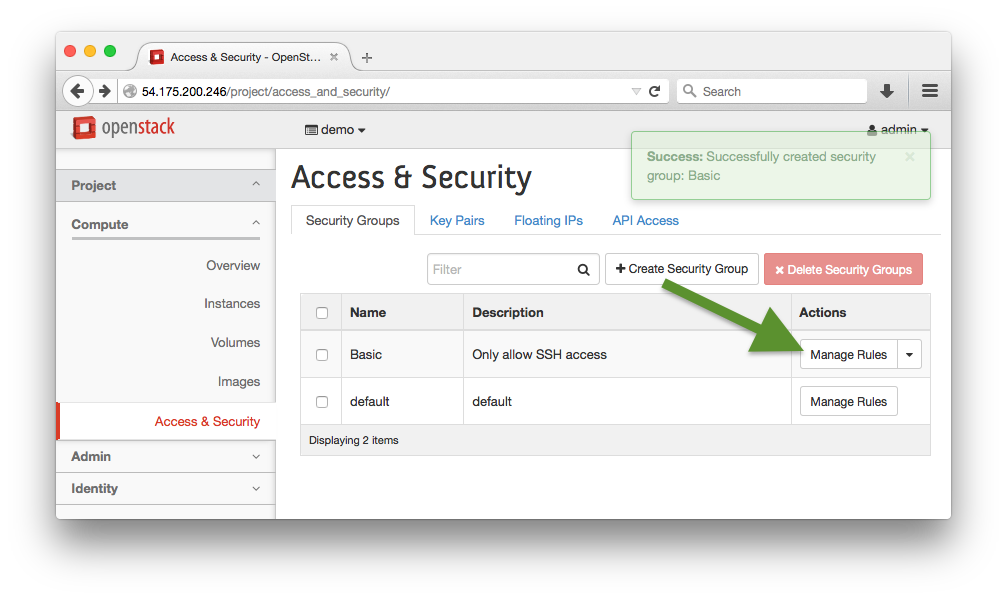 Access & Security - OpenSt...
54.175.200.246/project/access_and_security/
Search
openstack
demo
admin
Success: Successfully created security
group: Basic
Project
Compute
Overview
Instances
Volumes
Images
Access & Security
Admin
Identity
Access & Security
Security Groups Key Pairs Floating IPs API Access
Filter + Create Security Group × Delete Security Groups
Name Description Actions
Basic Only allow SSH access Manage Rules
default default Manage Rules
Displaying 2 items